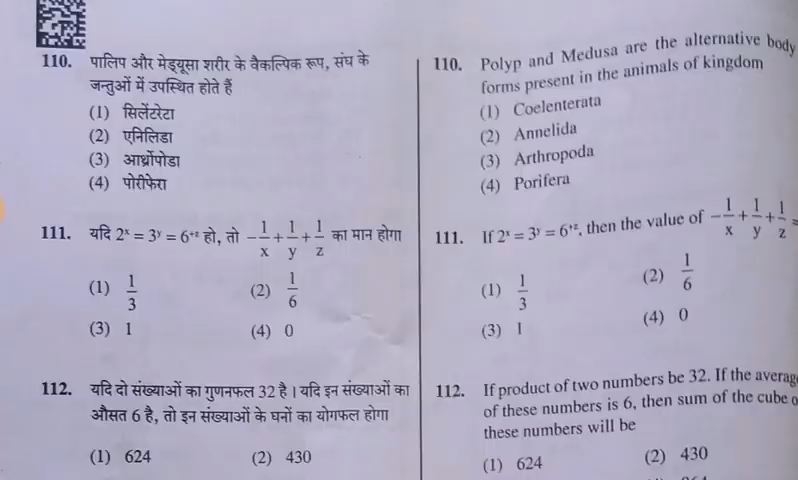 110. पालिप और मेड्यूसा शरीर के वैकल्पिक रूप, संघ के
जन्तुओं में उपस्थित होते हैं
(1) सिलेंटरेटा
(2) एनिलिडा
(3) आर्थ्रोपोडा
(4) पोरीफेरा
111. यदि 2ˣ = 3ʸ = 6⁺ᶻ हो, तो -1/x + 1/y + 1/z का मान होगा
(1) 1/3 (2) 1/6
(3) 1 (4) 0
112. यदि दो संख्याओं का गुणनफल 32 है । यदि इन संख्याओं का
औसत 6 है, तो इन संख्याओं के घनों का योगफल होगा
(1) 624 (2) 430
110. Polyp and Medusa are the alternative body
forms present in the animals of kingdom
(1) Coelenterata
(2) Annelida
(3) Arthropoda
(4) Porifera
111. If 2ˣ = 3ʸ = 6⁺ᶻ, then the value of -1/x + 1/y + 1/z =
(1) 1/3 (2) 1/6
(3) 1 (4) 0
112. If product of two numbers be 32. If the average
of these numbers is 6, then sum of the cube o
these numbers will be
(1) 624 (2) 430